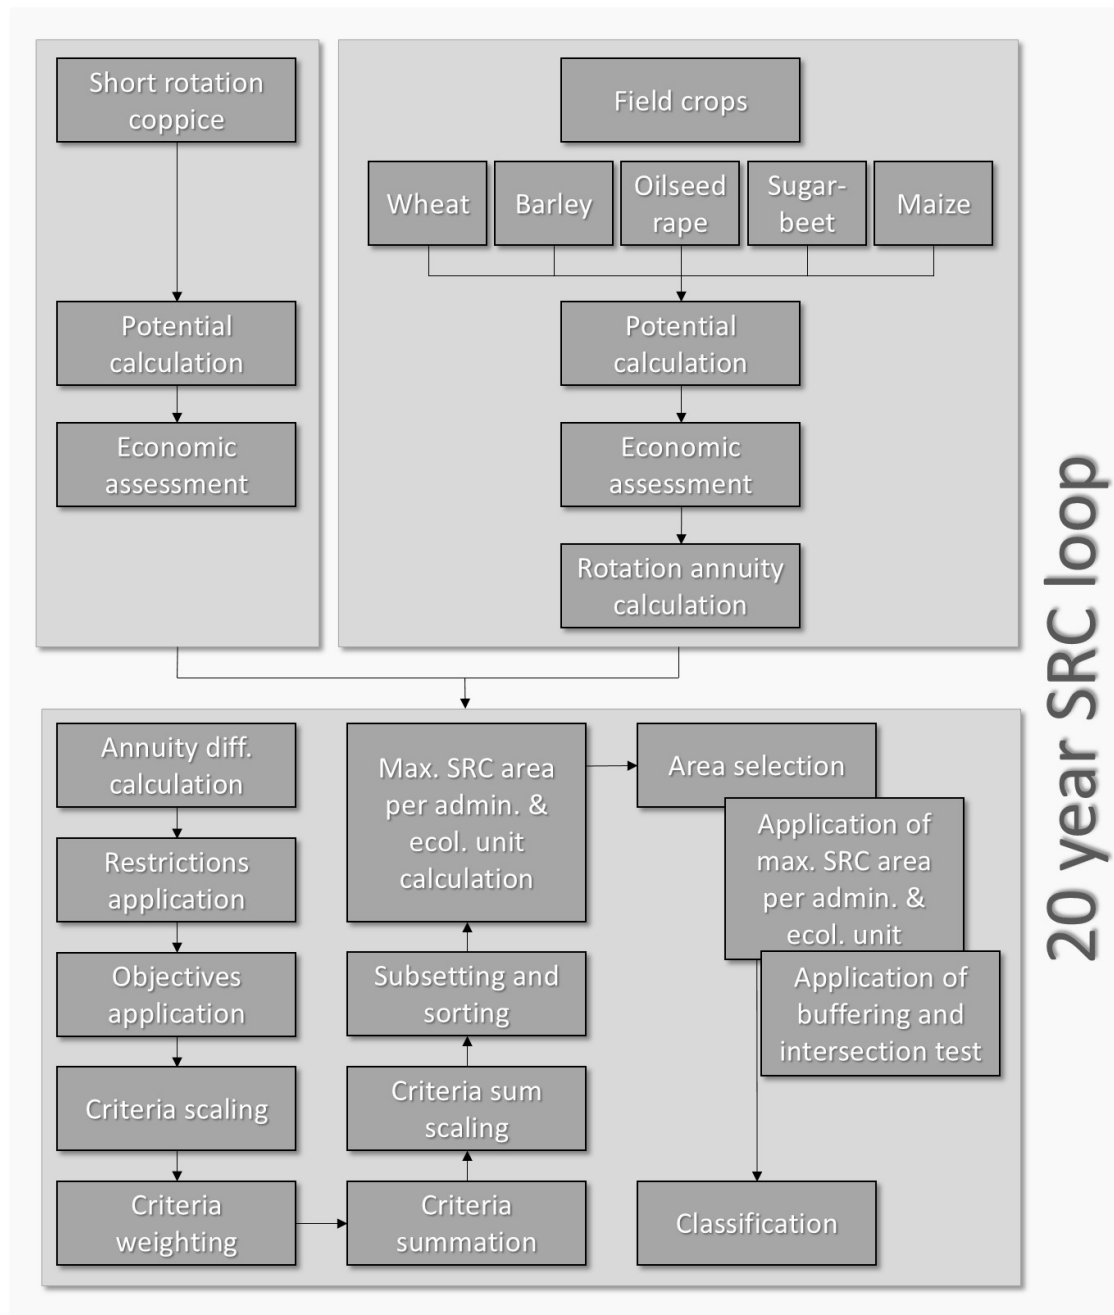 Short rotation
coppice
Field crops
Wheat
Barley
Oilseed
rape
Sugar-
beet
Maize
Potential
calculation
Potential
calculation
Economic
assessment
Economic
assessment
Rotation annuity
calculation
20 year SRC loop
Annuity diff.
calculation
Restrictions
application
Objectives
application
Criteria scaling
Criteria
weighting
Criteria
summation
Criteria sum
scaling
Subsetting and
sorting
Max. SRC area
per admin. &
ecol. unit
calculation
Area selection
Application of
max. SRC area
per admin. &
ecol. unit
Application of
buffering and
intersection test
Classification